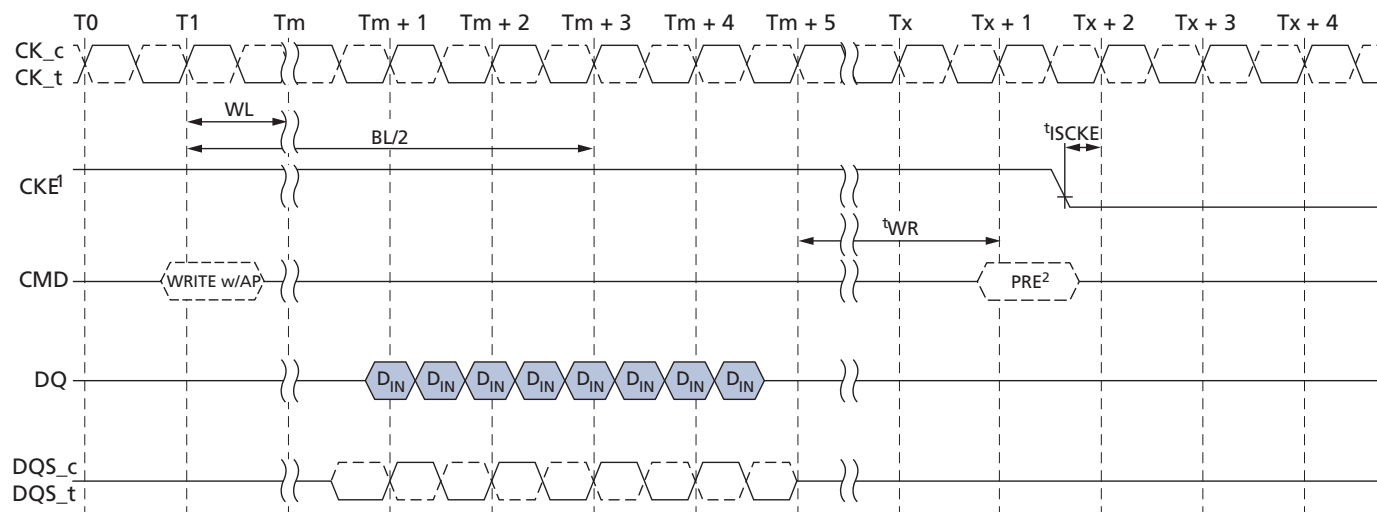 T0 T1 Tm Tm + 1 Tm + 2 Tm + 3 Tm + 4 Tm + 5 Tx Tx + 1 Tx + 2 Tx + 3 Tx + 4
CK_c
CK_t
WL
BL/2
tISCKE
CKE1
tWR
CMD WRITE w/AP PRE2
DQ DIN DIN DIN DIN DIN DIN DIN DIN
DQS_c
DQS_t